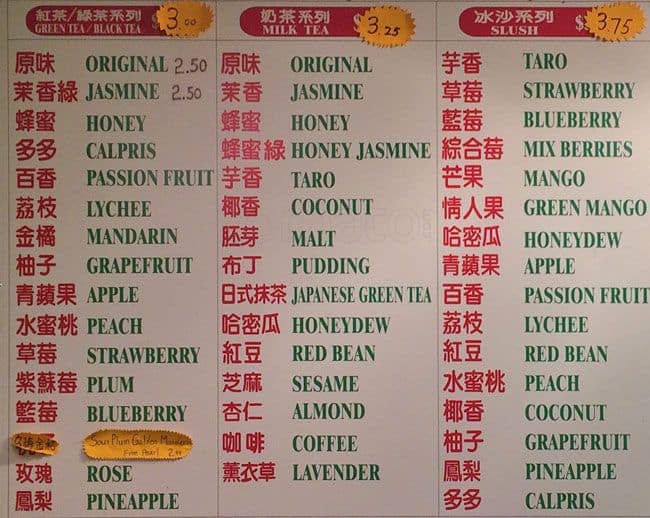 紅茶/綠茶系列 $ 3.00
GREEN TEA/BLACK TEA
原味 ORIGINAL 2.50
茉香綠 JASMINE 2.50
蜂蜜 HONEY
多多 CALPRIS
百香 PASSION FRUIT
荔枝 LYCHEE
金橘 MANDARIN
柚子 GRAPEFRUIT
青蘋果 APPLE
水蜜桃 PEACH
草莓 STRAWBERRY
紫蘇莓 PLUM
藍莓 BLUEBERRY
Sour Plum
Free Pearl 2.99
玫瑰 ROSE
鳳梨 PINEAPPLE
奶茶系列 3.25
MILK TEA
原味 ORIGINAL
茉香 JASMINE
蜂蜜 HONEY
蜂蜜綠 HONEY JASMINE
芋香 TARO
椰香 COCONUT
胚芽 MALT
布丁 PUDDING
日式抹茶 JAPANESE GREEN TEA
哈密瓜 HONEYDEW
紅豆 RED BEAN
芝麻 SESAME
杏仁 ALMOND
咖啡 COFFEE
薰衣草 LAVENDER
冰沙系列 $ 3.75
SLUSH
芋香 TARO
草莓 STRAWBERRY
藍莓 BLUEBERRY
綜合莓 MIX BERRIES
芒果 MANGO
情人果 GREEN MANGO
哈密瓜 HONEYDEW
青蘋果 APPLE
百香 PASSION FRUIT
荔枝 LYCHEE
紅豆 RED BEAN
水蜜桃 PEACH
椰香 COCONUT
柚子 GRAPEFRUIT
鳳梨 PINEAPPLE
多多 CALPRIS